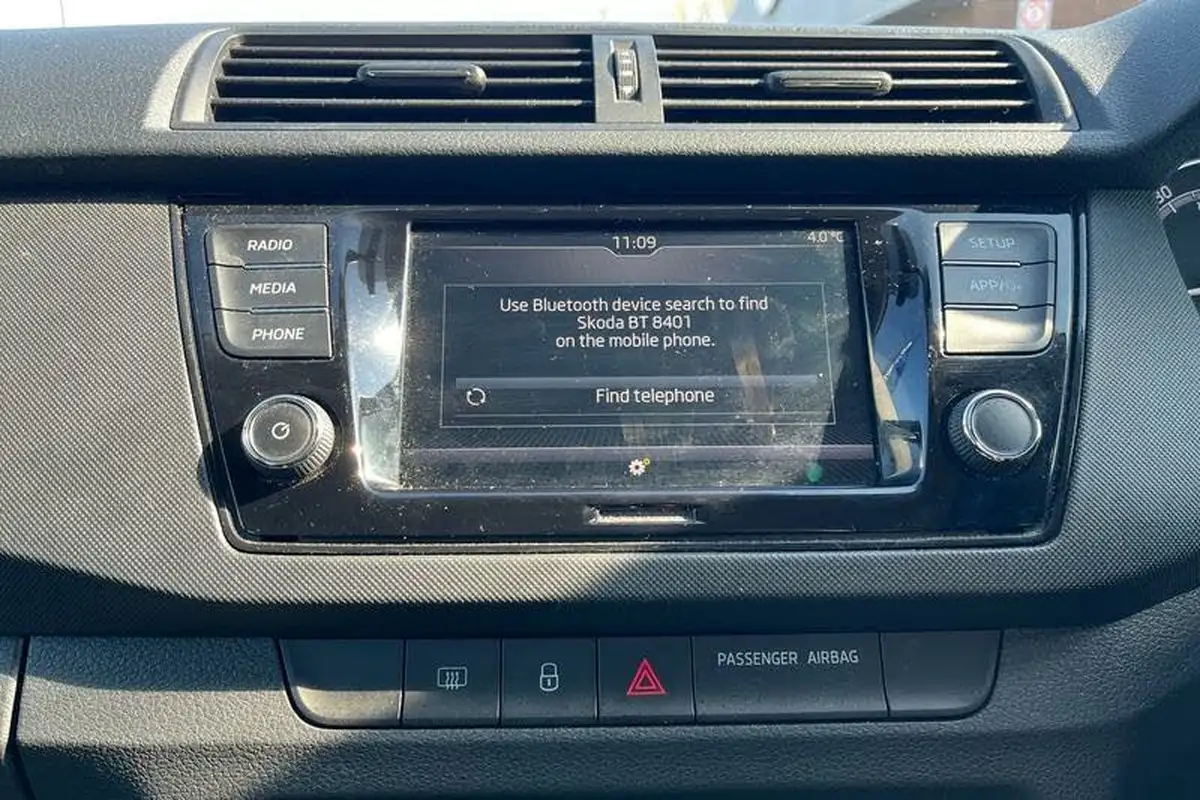 11:09
4.0 °C
RADIO
SETUP
MEDIA
PHONE
Use Bluetooth device search to find
Skoda BT 8401
on the mobile phone.
Find telephone
PASSENGER AIRBAG